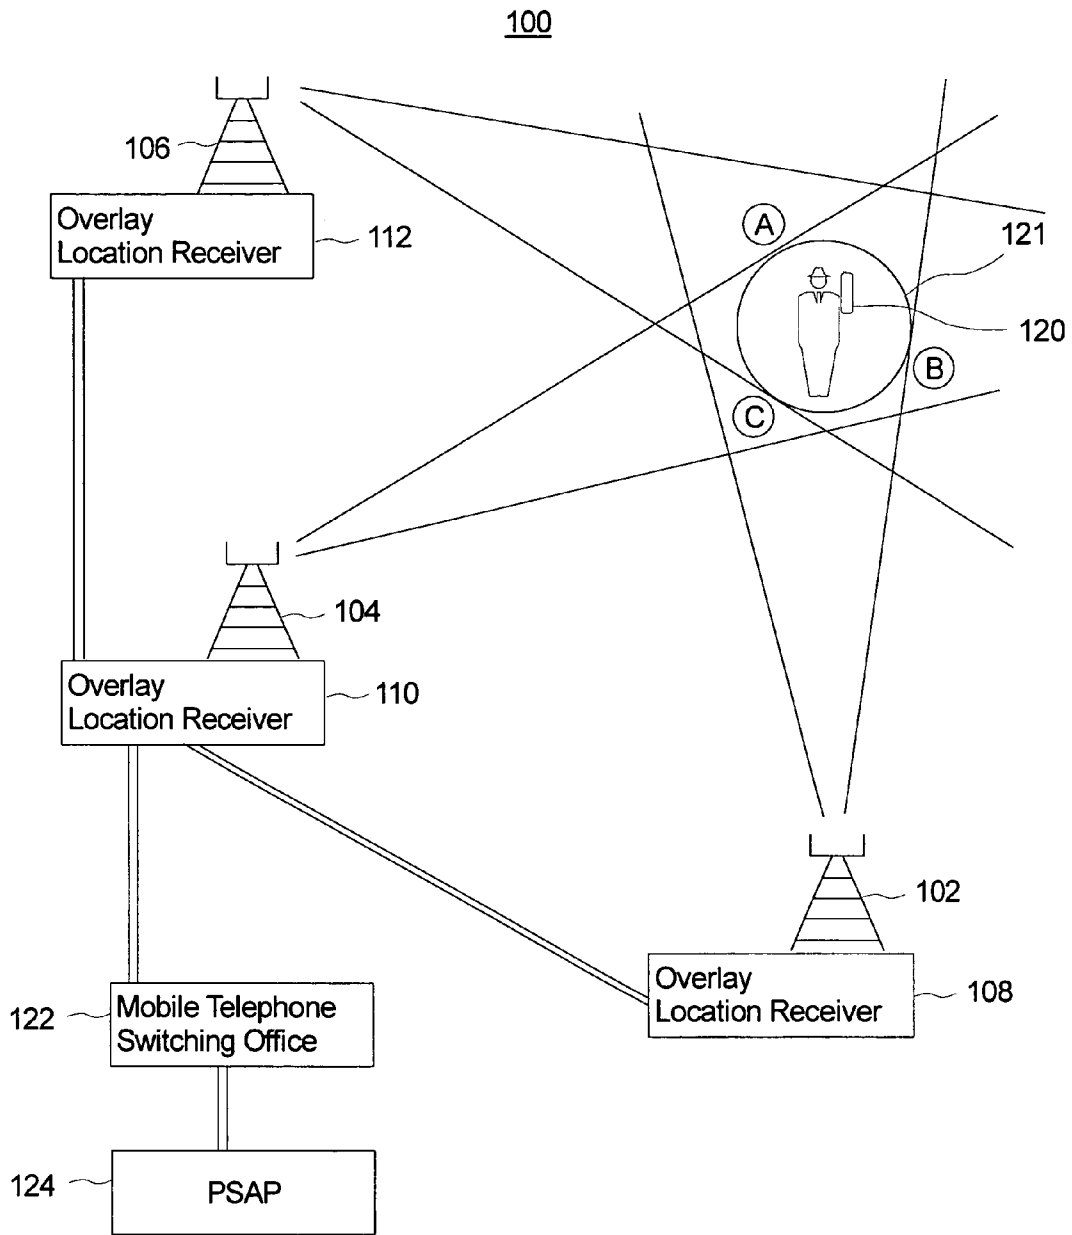 100
106
Overlay
Location Receiver
112
A
121
120
B
C
104
Overlay
Location Receiver
110
102
Overlay
Location Receiver
108
122
Mobile Telephone
Switching Office
124
PSAP